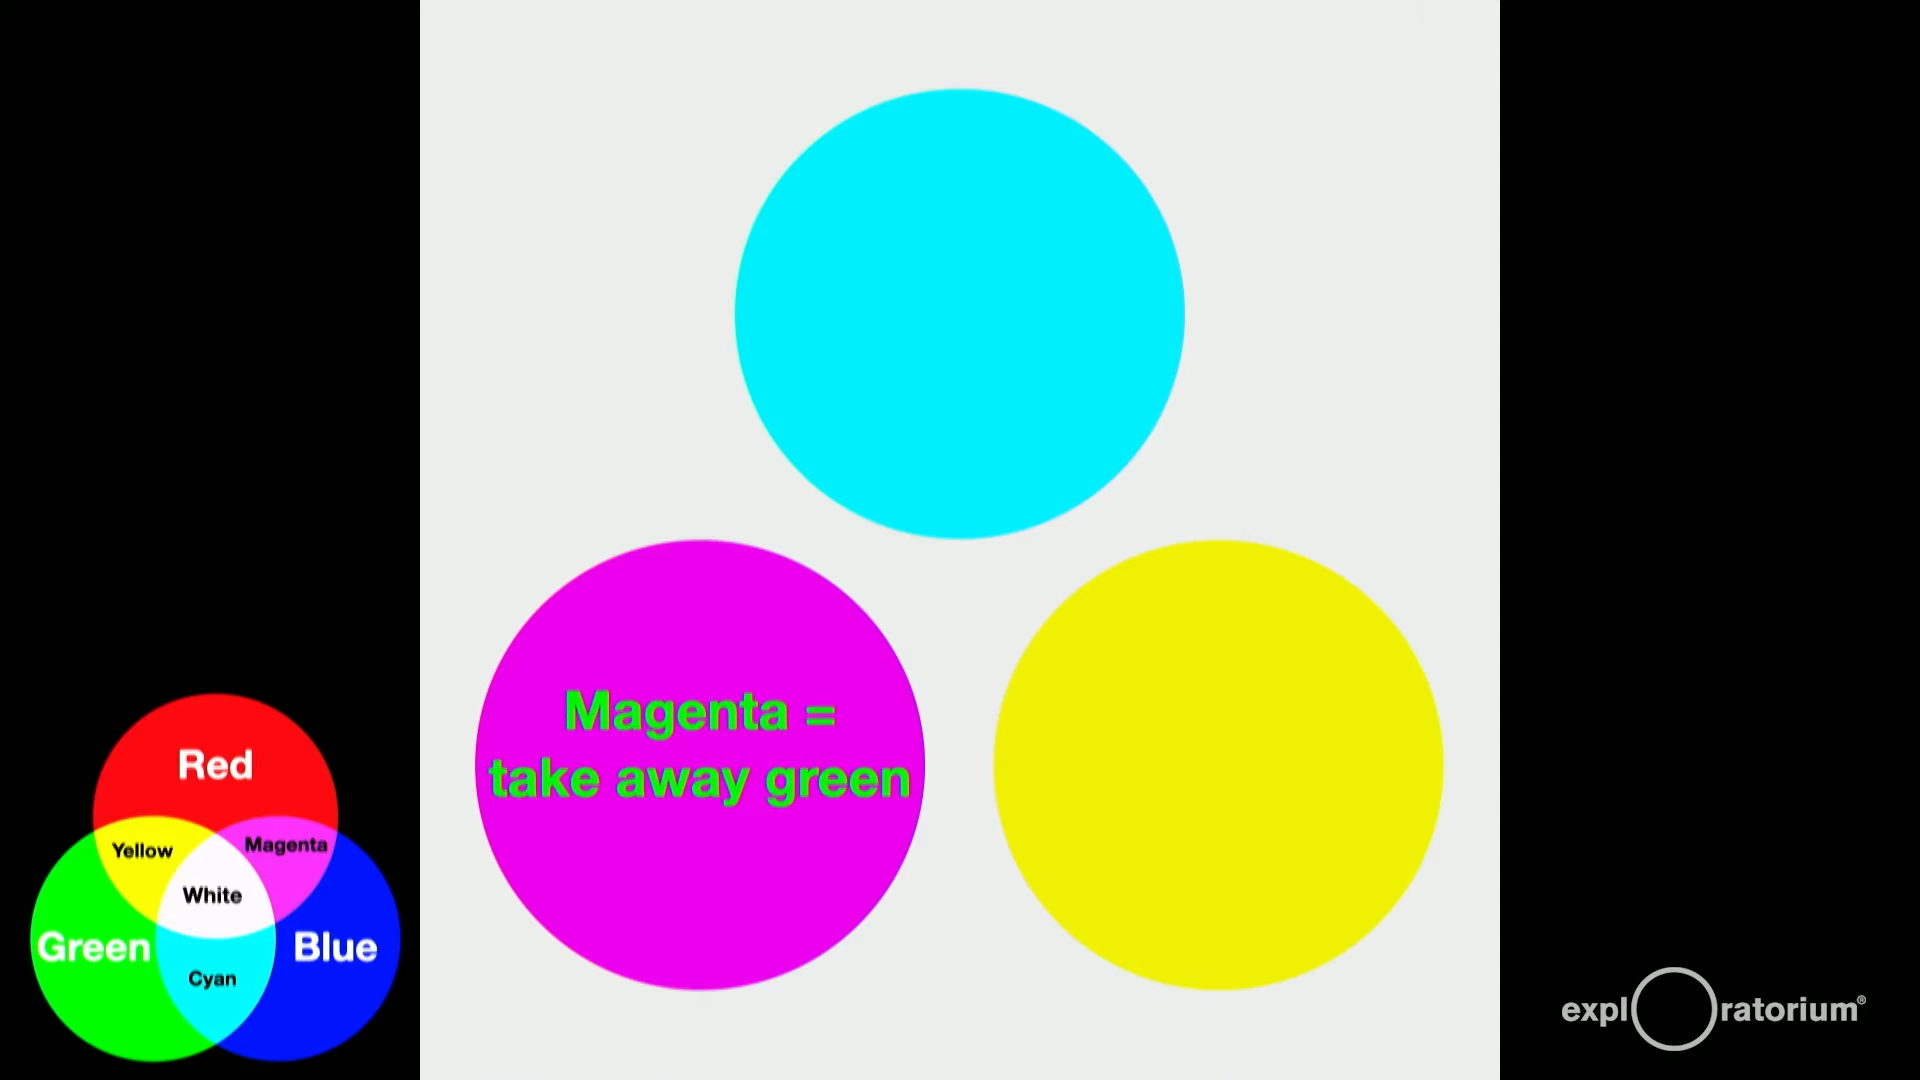 Magenta =
take away green
Red
Yellow
Magenta
White
Green
Blue
Cyan
expl ratorium®